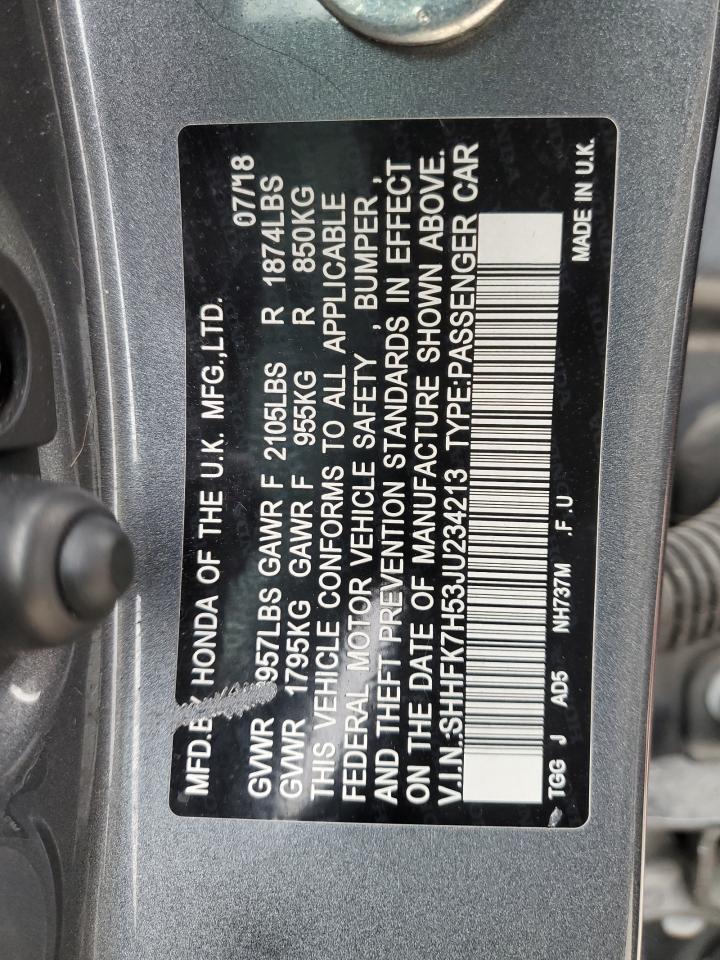 MFD.BY HONDA OF THE U.K. MFG.,LTD. 07/18
GVWR 957LBS GAWR F 2105LBS R 1874LBS
GVWR 1795KG GAWR F 955KG R 850KG
THIS VEHICLE CONFORMS TO ALL APPLICABLE
FEDERAL MOTOR VEHICLE SAFETY , BUMPER ,
AND THEFT PREVENTION STANDARDS IN EFFECT
ON THE DATE OF MANUFACTURE SHOWN ABOVE.
V.I.N.:SHHFK7H53JU234213 TYPE:PASSENGER CAR
TGG J AD5 NH737M .F.U MADE IN U.K.